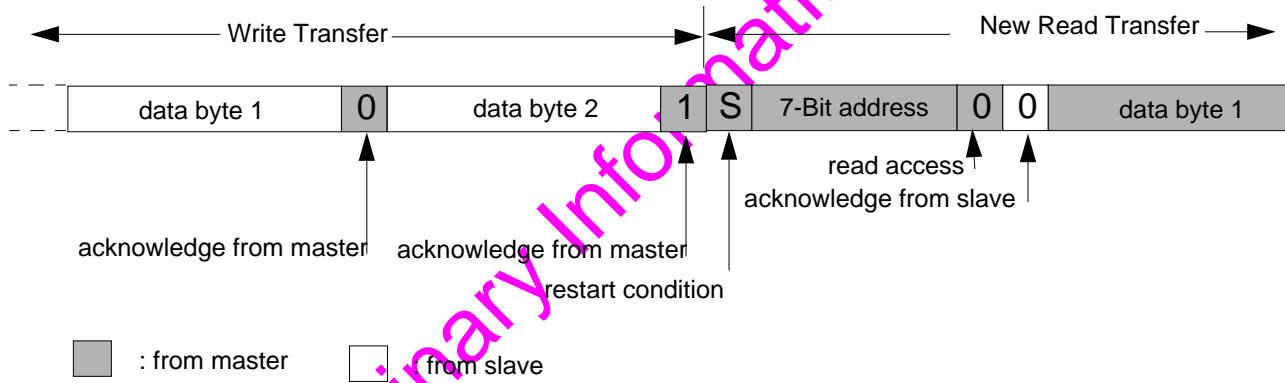 Write Transfer
New Read Transfer
data byte 1 0 data byte 2 1 S 7-Bit address 0 0 data byte 1
read access
acknowledge from slave
acknowledge from master acknowledge from master
restart condition
: from master : from slave